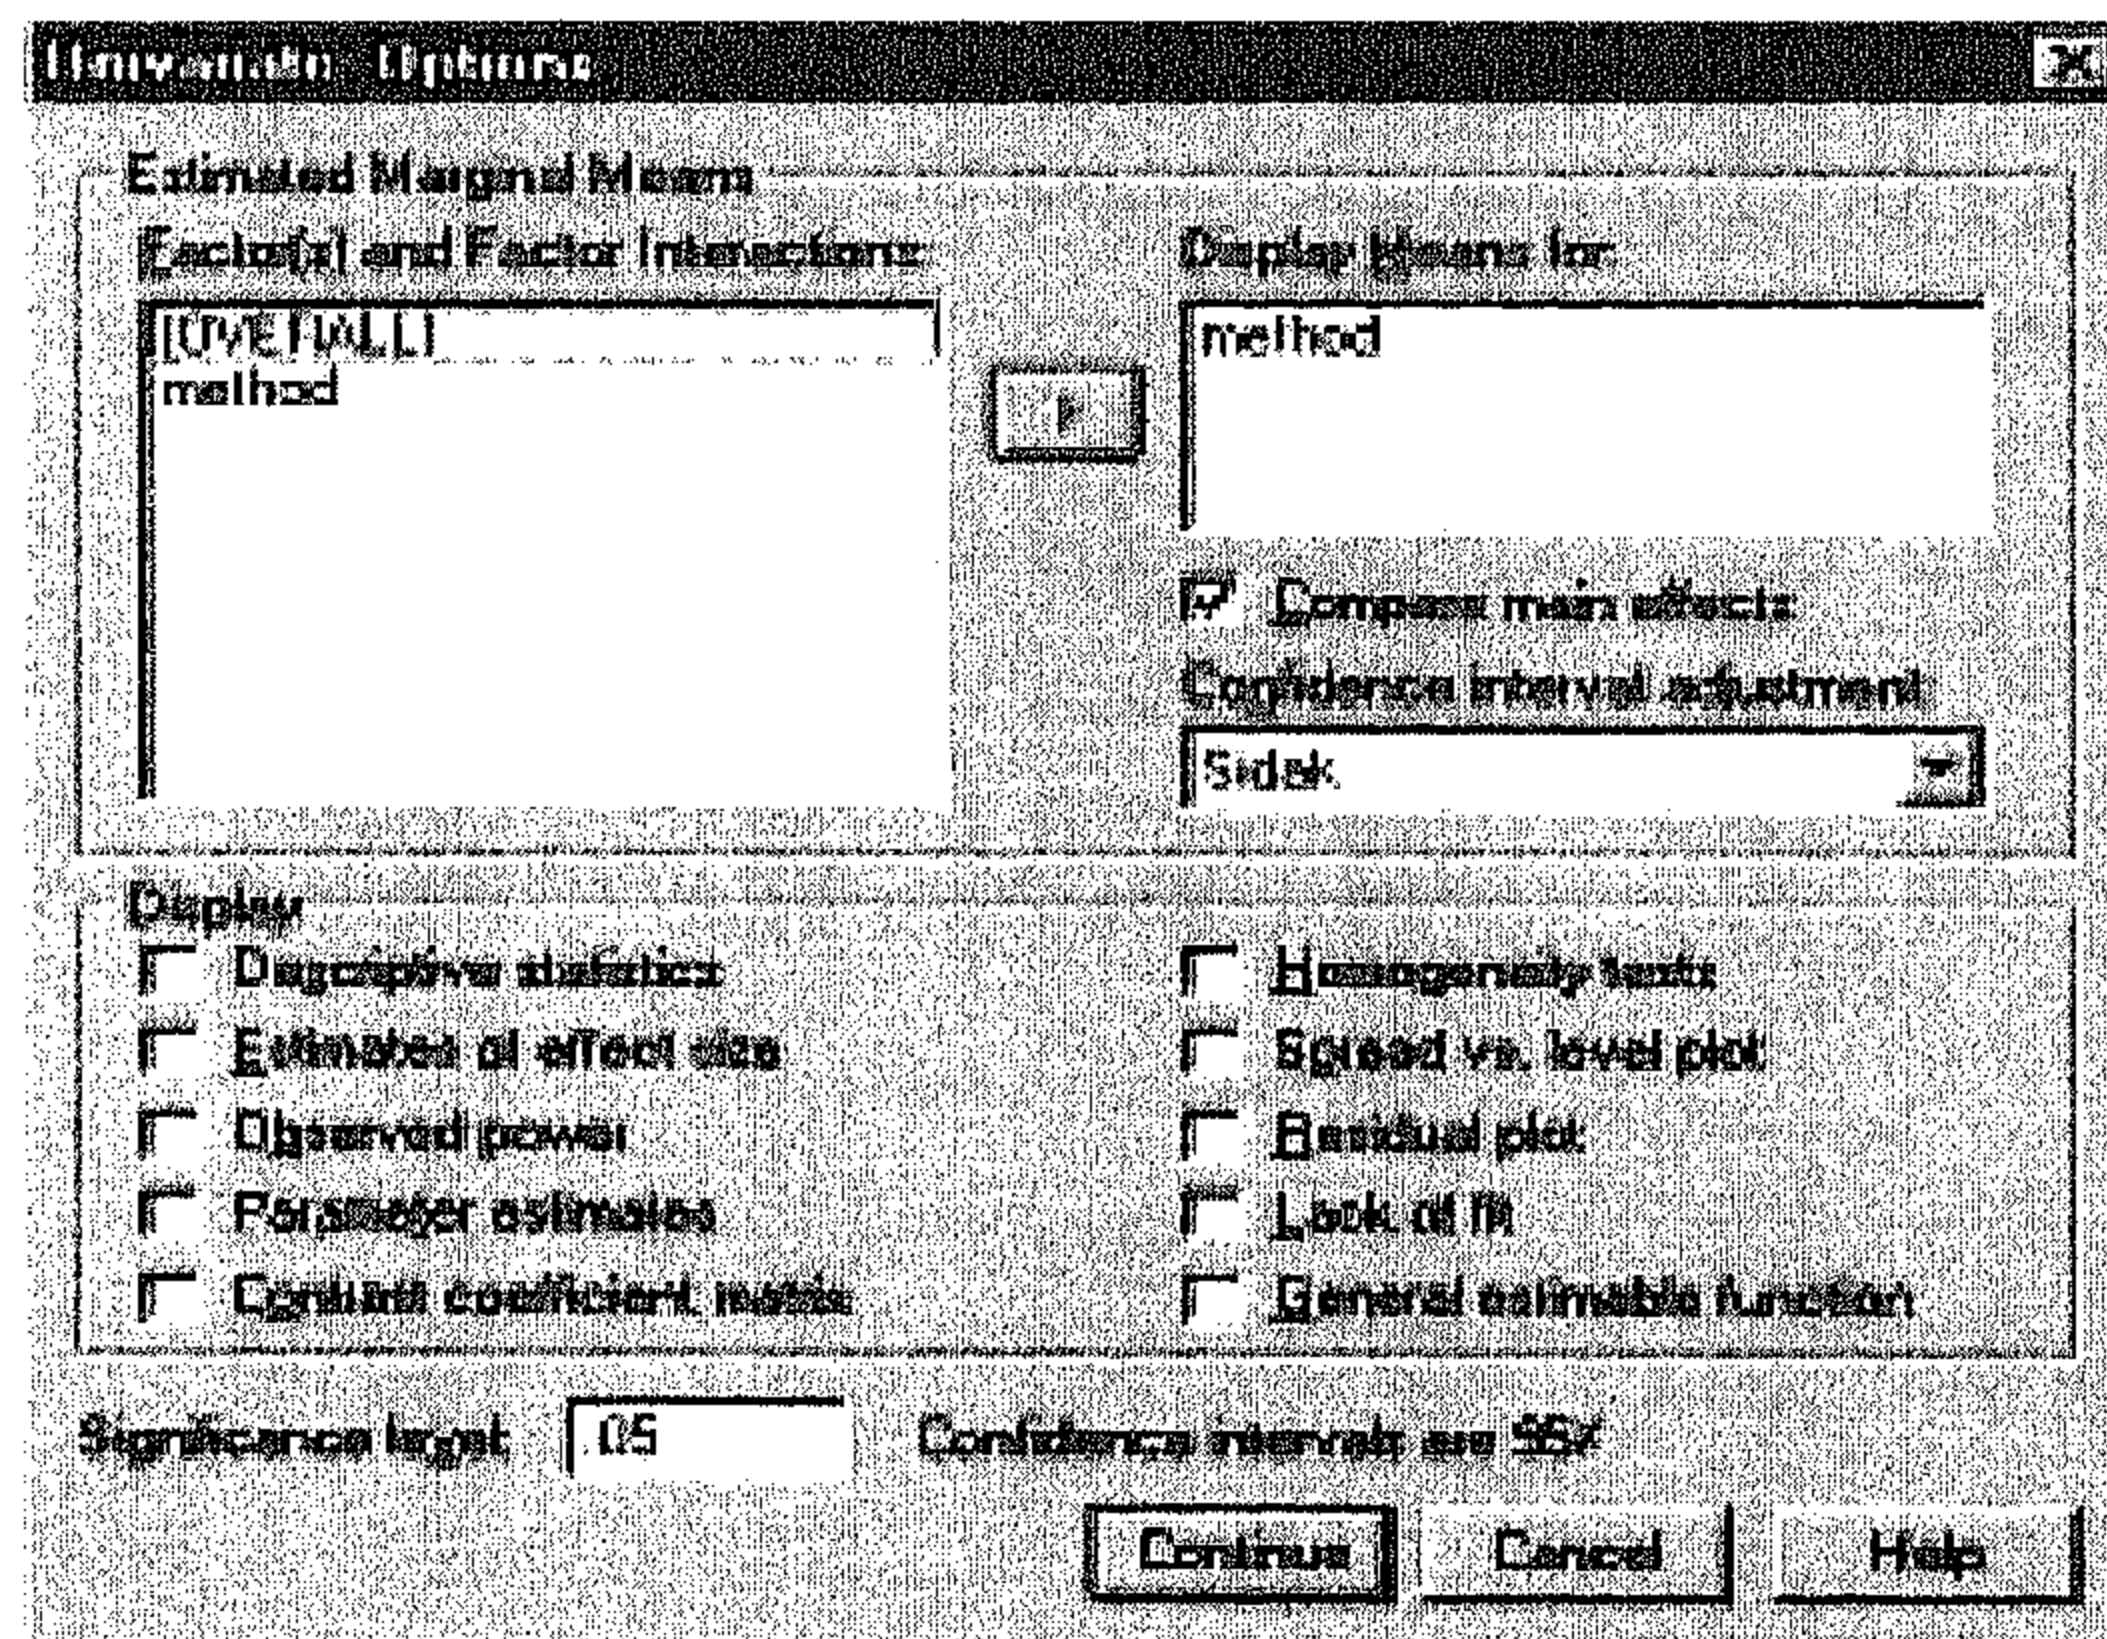 Univariate: Options
Estimated Marginal Means
Factor(s) and Factor Interactions:
(OVERALL)
method
Display Means for:
method
Compare main effects
Confidence interval adjustment:
Sidak
Display
Descriptive statistics
Homogeneity tests
Estimates of effect size
Spread vs. level plot
Observed power
Residual plot
Parameter estimates
Lack of fit
Contrast coefficient matrix
General estimable function
Significance level: .05 Confidence intervals are 95%
Continue Cancel Help